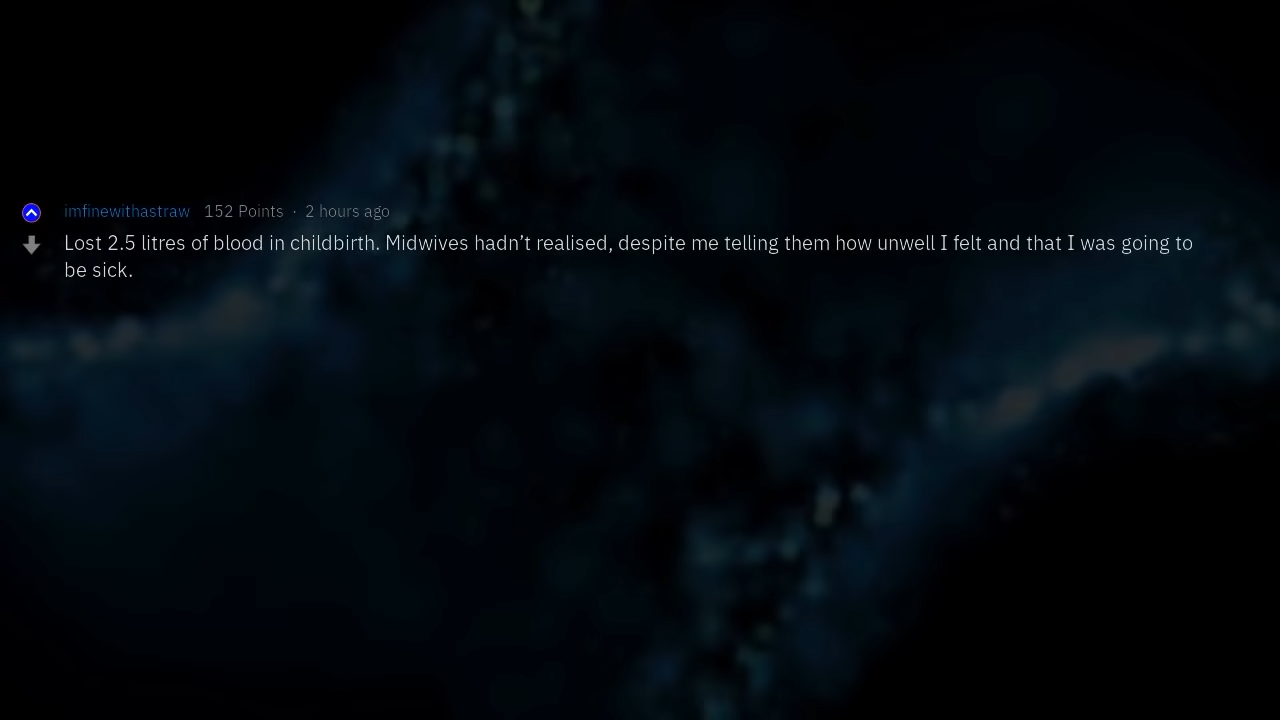 imfinewithastraw 152 Points · 2 hours ago
Lost 2.5 litres of blood in childbirth. Midwives hadn’t realised, despite me telling them how unwell I felt and that I was going to
be sick.